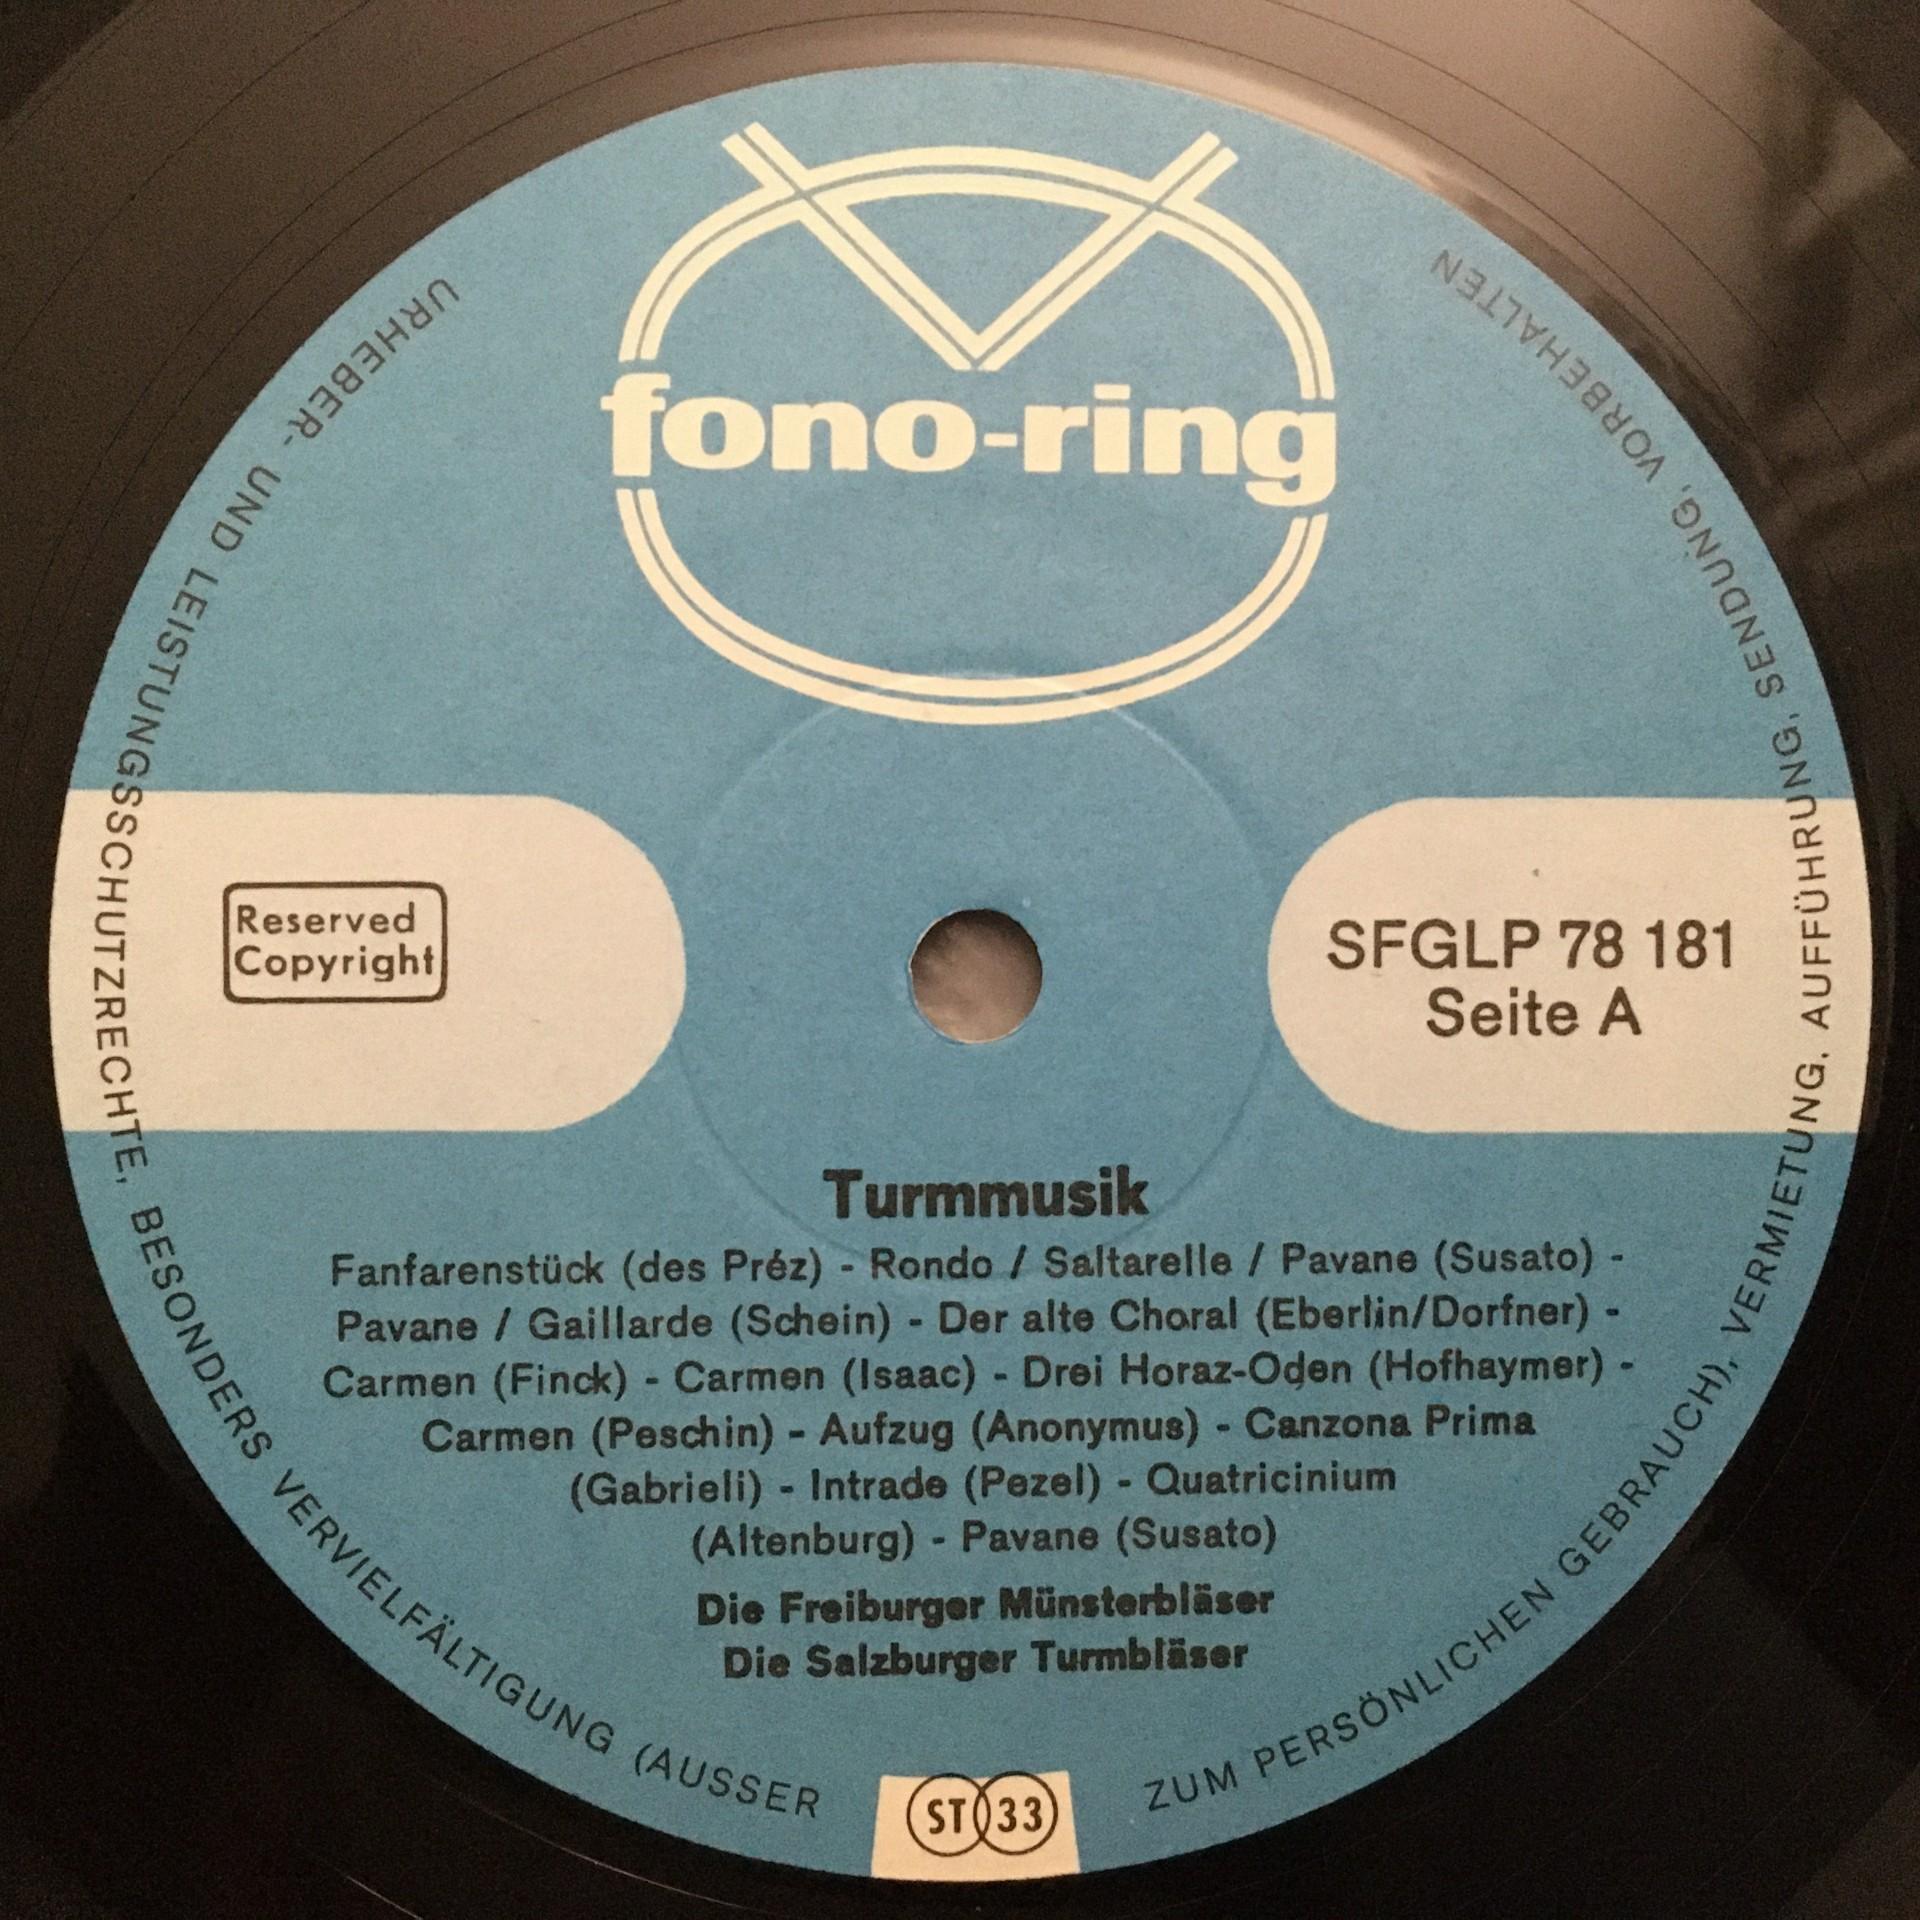 fono-ring
Reserved
Copyright
SFGLP 78 181
Seite A
Turmmusik
Fanfarenstück (des Préz) - Rondo / Saltarelle / Pavane (Susato) -
Pavane / Gaillarde (Schein) - Der alte Choral (Eberlin/Dorfner) -
Carmen (Finck) - Carmen (Isaac) - Drei Horaz-Oden (Hofhaymer) -
Carmen (Peschin) - Aufzug (Anonymus) - Canzona Prima
(Gabrieli) - Intrade (Pezel) - Quatricinium
(Altenburg) - Pavane (Susato)
Die Freiburger Münsterbläser
Die Salzburger Turmbläser
ST 33
URHEBER- UND LEISTUNGSSCHUTZRECHTE, BESONDERS VERVIELFÄLTIGUNG (AUSSER ZUM PERSÖNLICHEN GEBRAUCH), VERMIETUNG, AUFFÜHRUNG, SENDUNG, VORBEHALTEN